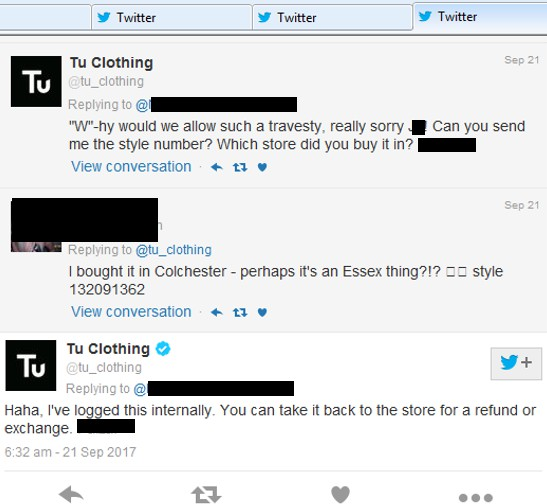 Twitter Twitter Twitter
Tu Clothing Sep 21
@tu_clothing
Replying to @
"W"-hy would we allow such a travesty, really sorry J ! Can you send
me the style number? Which store did you buy it in?
View conversation
Sep 21
Replying to @tu_clothing
I bought it in Colchester - perhaps it's an Essex thing?!? □□ style
132091362
View conversation
Tu Clothing
@tu_clothing
Replying to @
Haha, I've logged this internally. You can take it back to the store for a refund or
exchange.
6:32 am - 21 Sep 2017